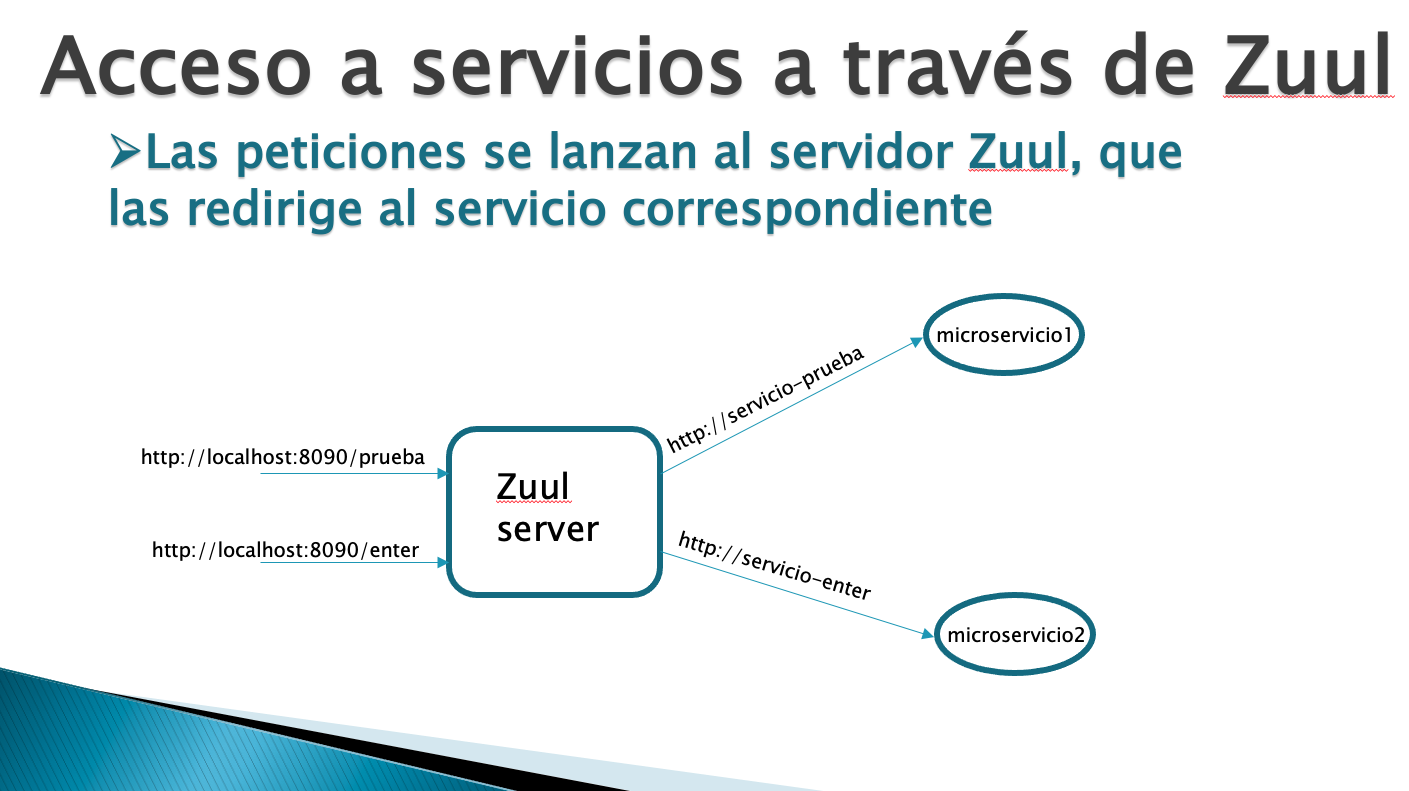 Acceso a servicios a través de Zuul
➢Las peticiones se lanzan al servidor Zuul, que
las redirige al servicio correspondiente
microservicio1
http://servicio-prueba
http://localhost:8090/prueba
Zuul
server
http://localhost:8090/enter
http://servicio-enter
microservicio2